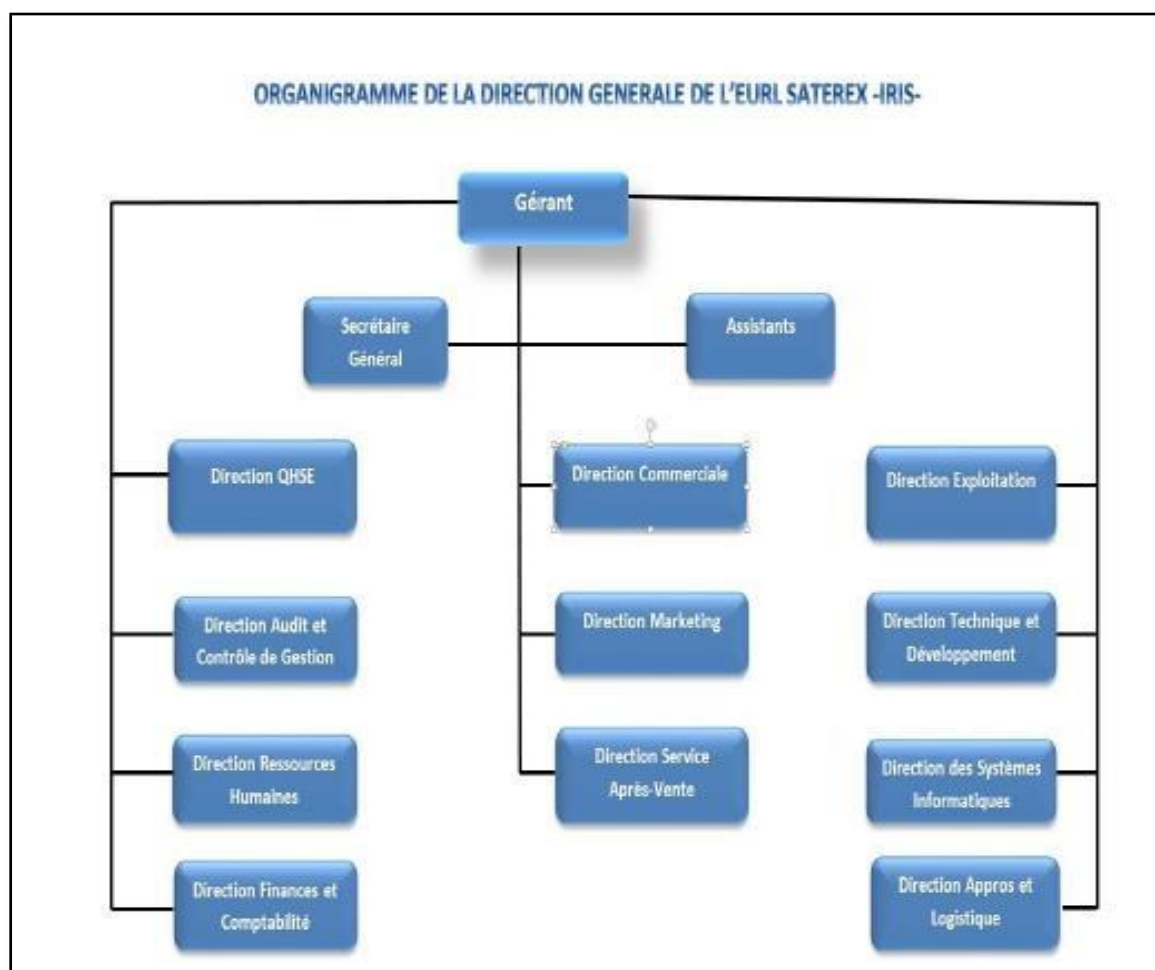 ORGANIGRAMME DE LA DIRECTION GENERALE DE L'EURL SATEREX -IRIS-
Géirant
Secrétaire
Général
Assistants
Direction QHSE
Direction Commerciale
Direction Exploitation
Direction Audit et
Contrôle de Gestion
Direction Marketing
Direction Technique et
Développement
Direction Ressources
Humaines
Direction Service
Après-Vente
Direction des Systèmes
Informatiques
Direction Finances et
Comptabilité
Direction Appros et
Logistique